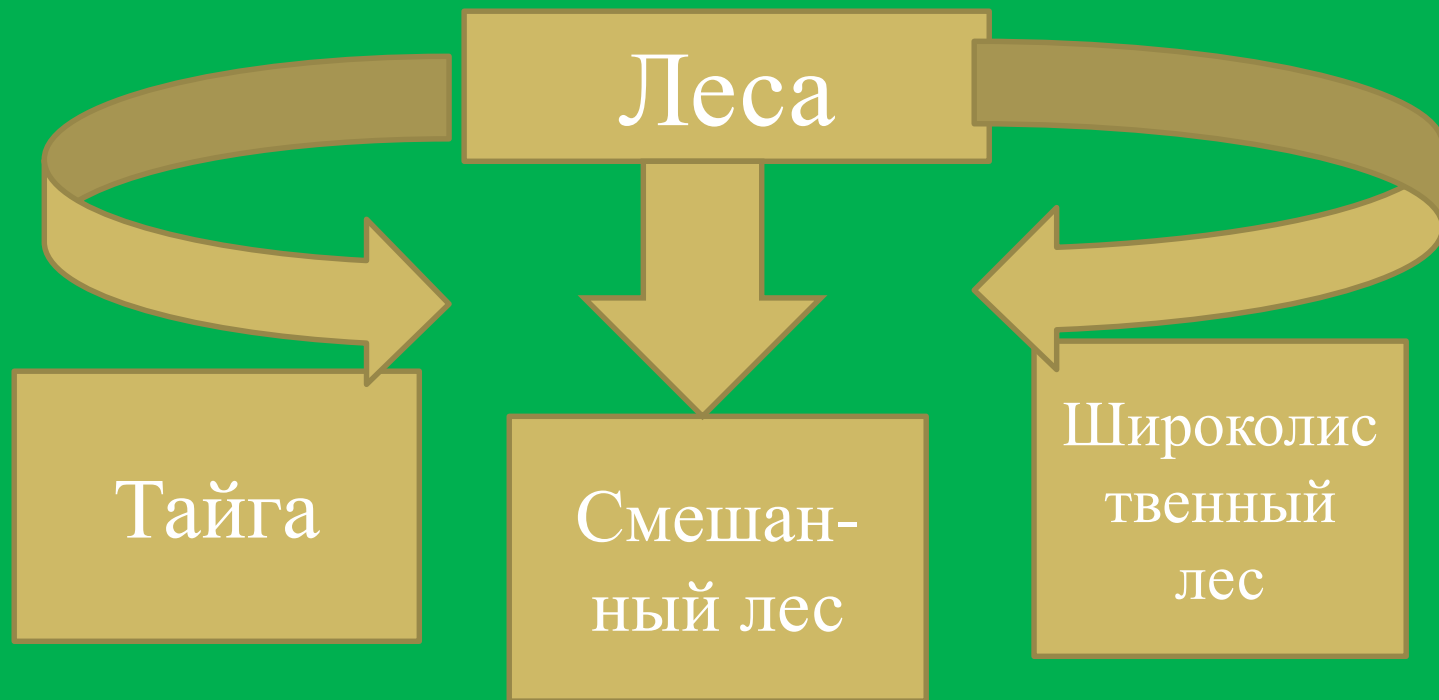 Леса
Тайга
Смешан-
ный лес
Широколис
твенный
лес